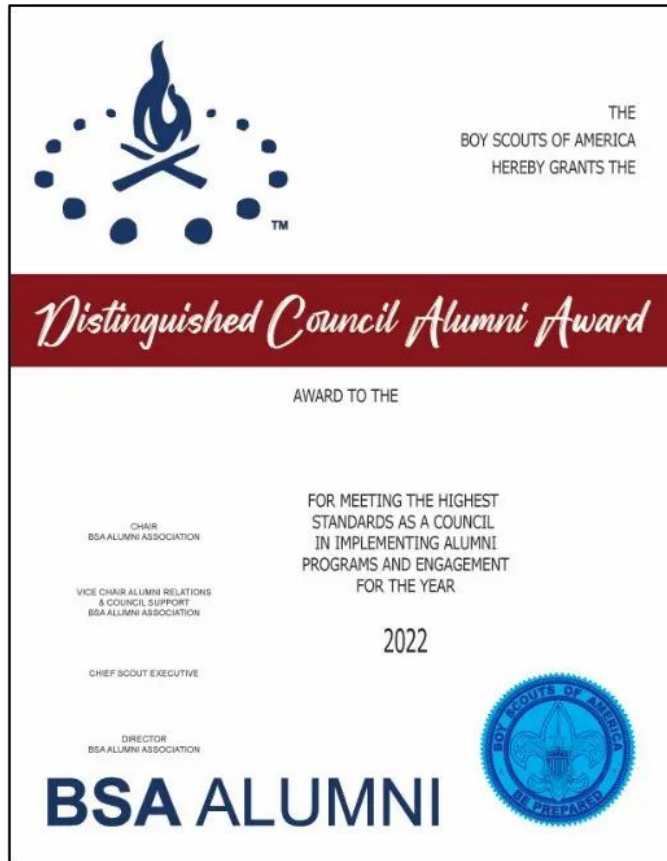 THE
BOY SCOUTS OF AMERICA
HEREBY GRANTS THE
TM
Distinguished Council Alumni Award
AWARD TO THE
FOR MEETING THE HIGHEST
STANDARDS AS A COUNCIL
IN IMPLEMENTING ALUMNI
PROGRAMS AND ENGAGEMENT
FOR THE YEAR
2022
CHAIR
BSA ALUMNI ASSOCIATION
VICE CHAIR ALUMNI RELATIONS
& COUNCIL SUPPORT
BSA ALUMNI ASSOCIATION
CHIEF SCOUT EXECUTIVE
DIRECTOR
BSA ALUMNI ASSOCIATION
BOY SCOUTS OF AMERICA
BE PREPARED
BSA ALUMNI